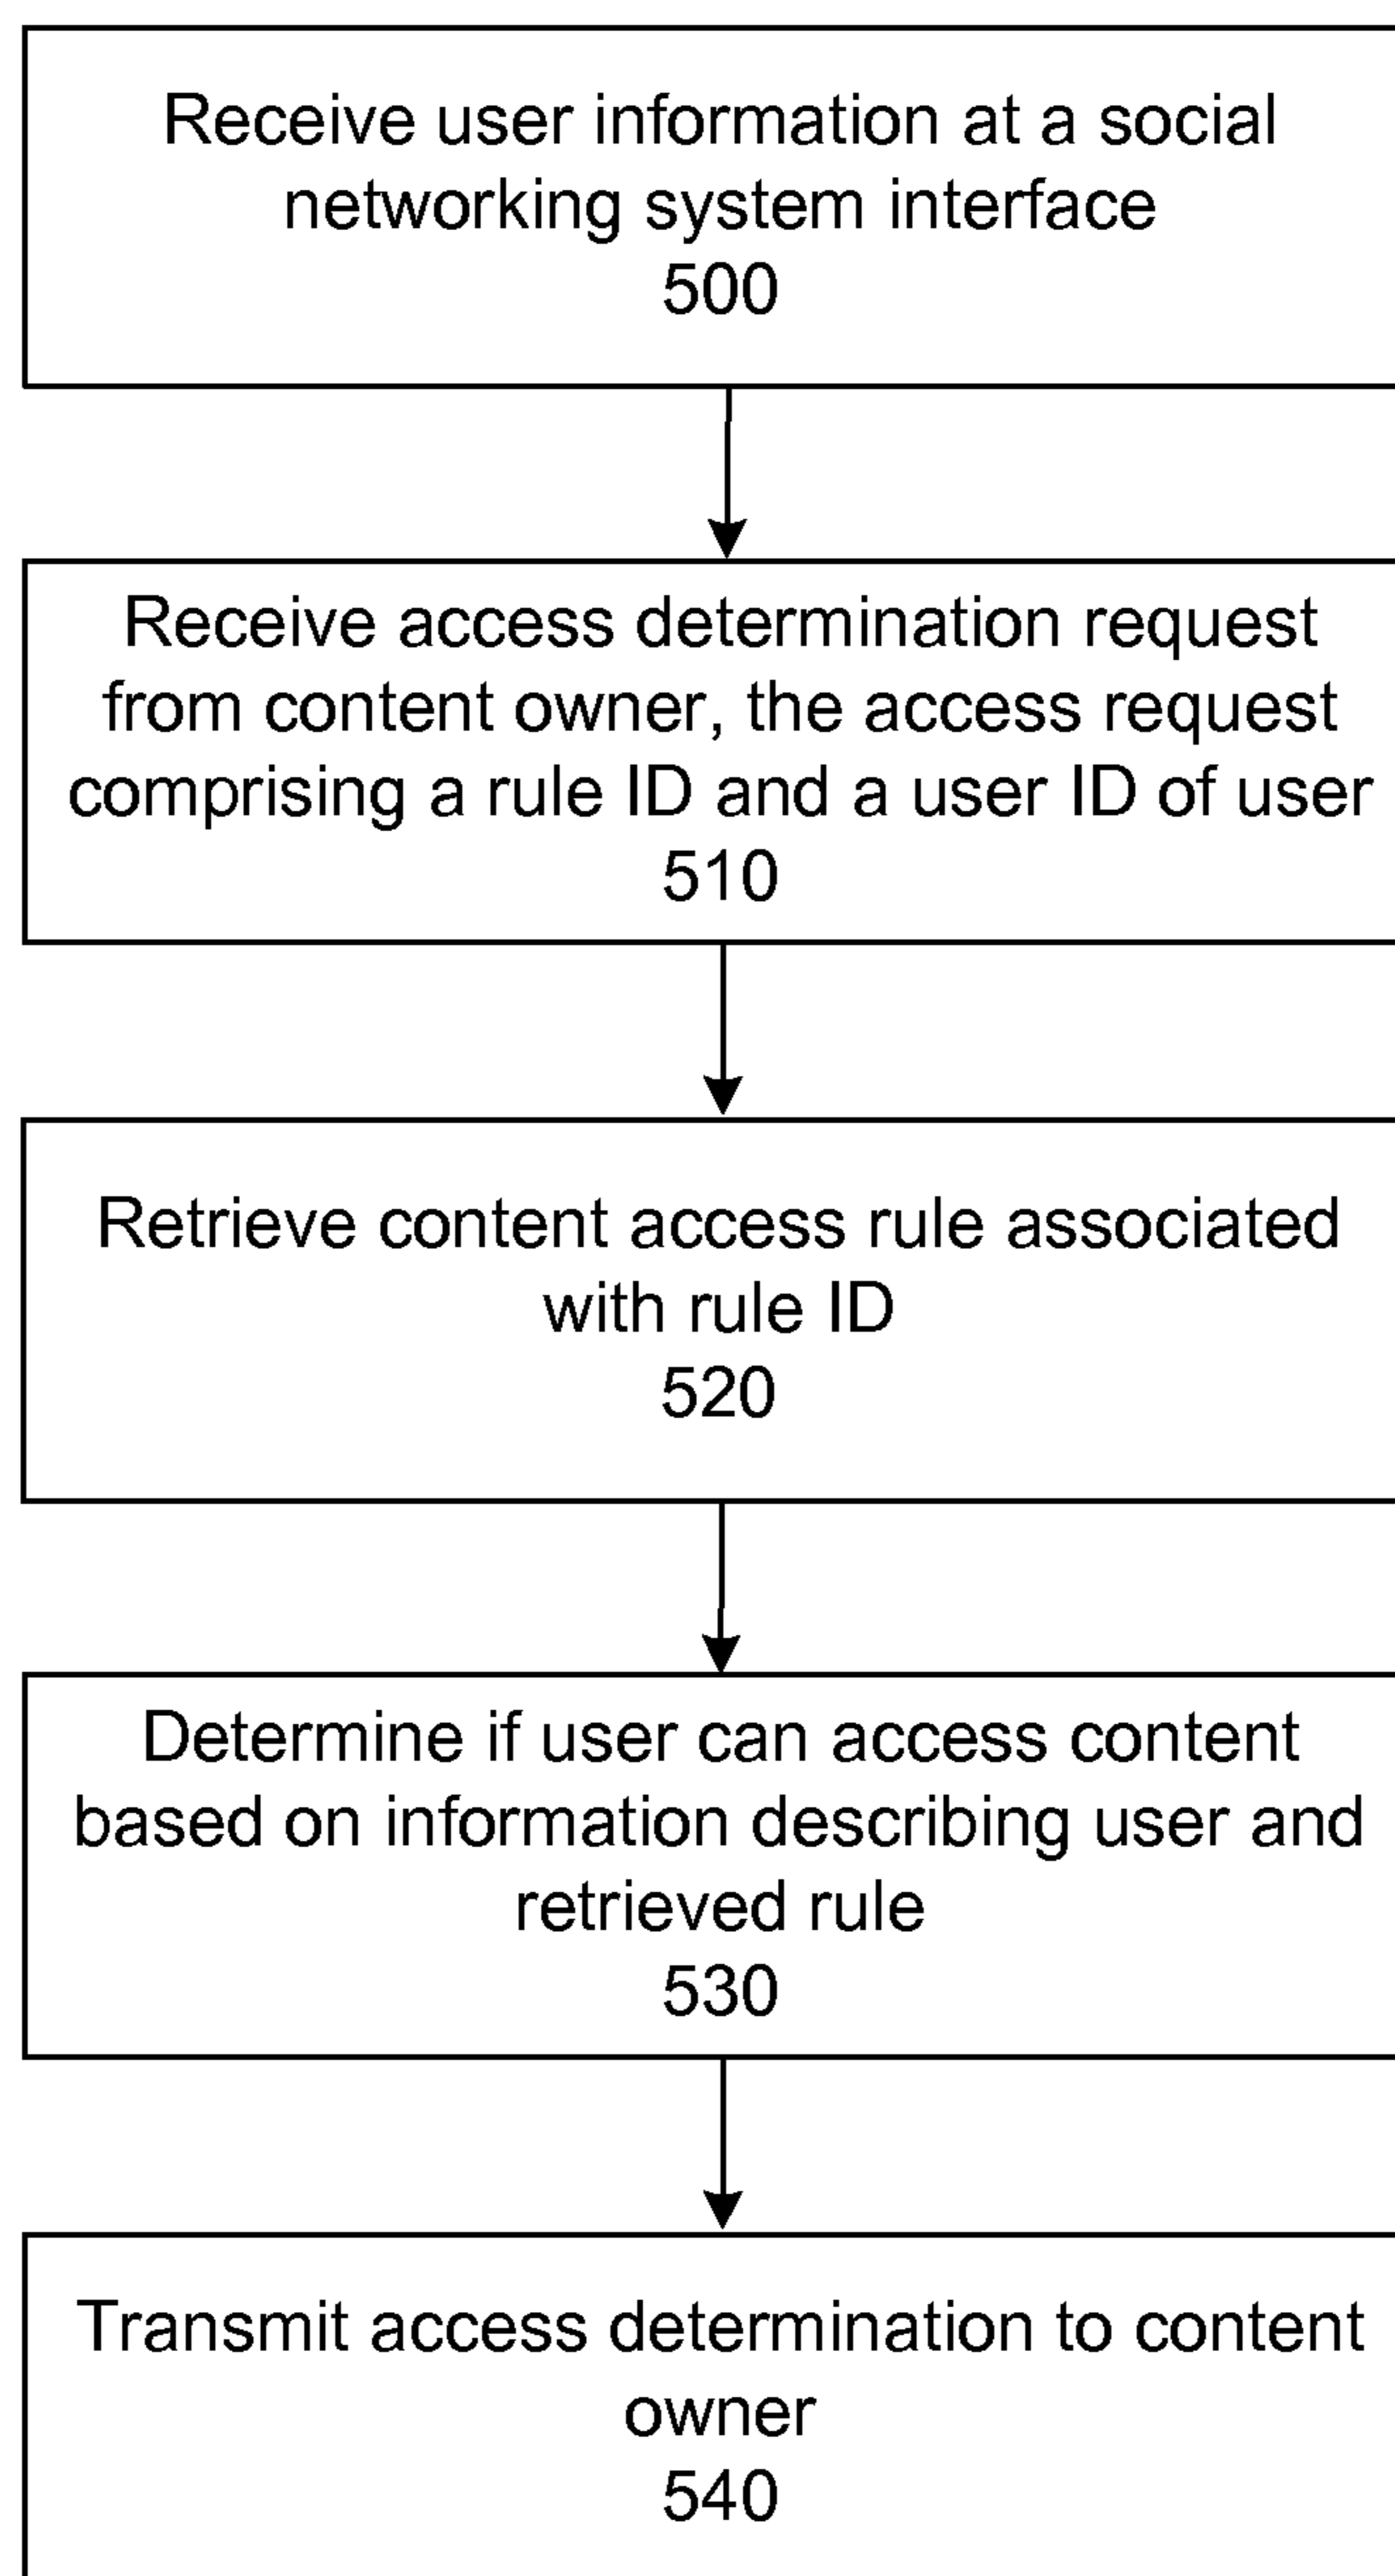 Receive user information at a social
networking system interface
500
Receive access determination request
from content owner, the access request
comprising a rule ID and a user ID of user
510
Retrieve content access rule associated
with rule ID
520
Determine if user can access content
based on information describing user and
retrieved rule
530
Transmit access determination to content
owner
540